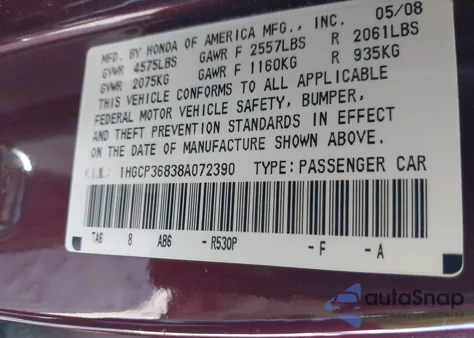 MFD. BY HONDA OF AMERICA MFG., INC. 05/08
GVWR 4575LBS GAWR F 2557LBS R 2061LBS
GVWR 2075KG GAWR F 1160KG R 935KG
THIS VEHICLE CONFORMS TO ALL APPLICABLE
FEDERAL MOTOR VEHICLE SAFETY, BUMPER,
AND THEFT PREVENTION STANDARDS IN EFFECT
ON THE DATE OF MANUFACTURE SHOWN ABOVE.
V.I.N.: 1HGCP36838A072390 TYPE: PASSENGER CAR
TA6 8 AB6 -R530P -F -A
autoSnap